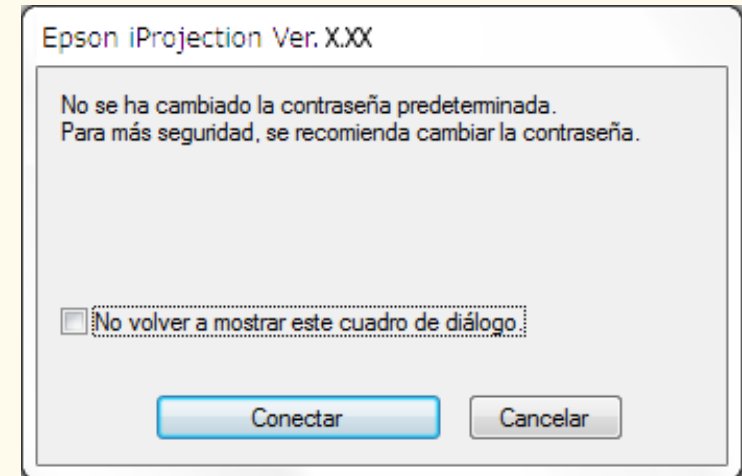 Epson iProjection Ver. X.XX
No se ha cambiado la contraseña predeterminada.
Para más seguridad, se recomienda cambiar la contraseña.
No volver a mostrar este cuadro de diálogo.
Conectar
Cancelar